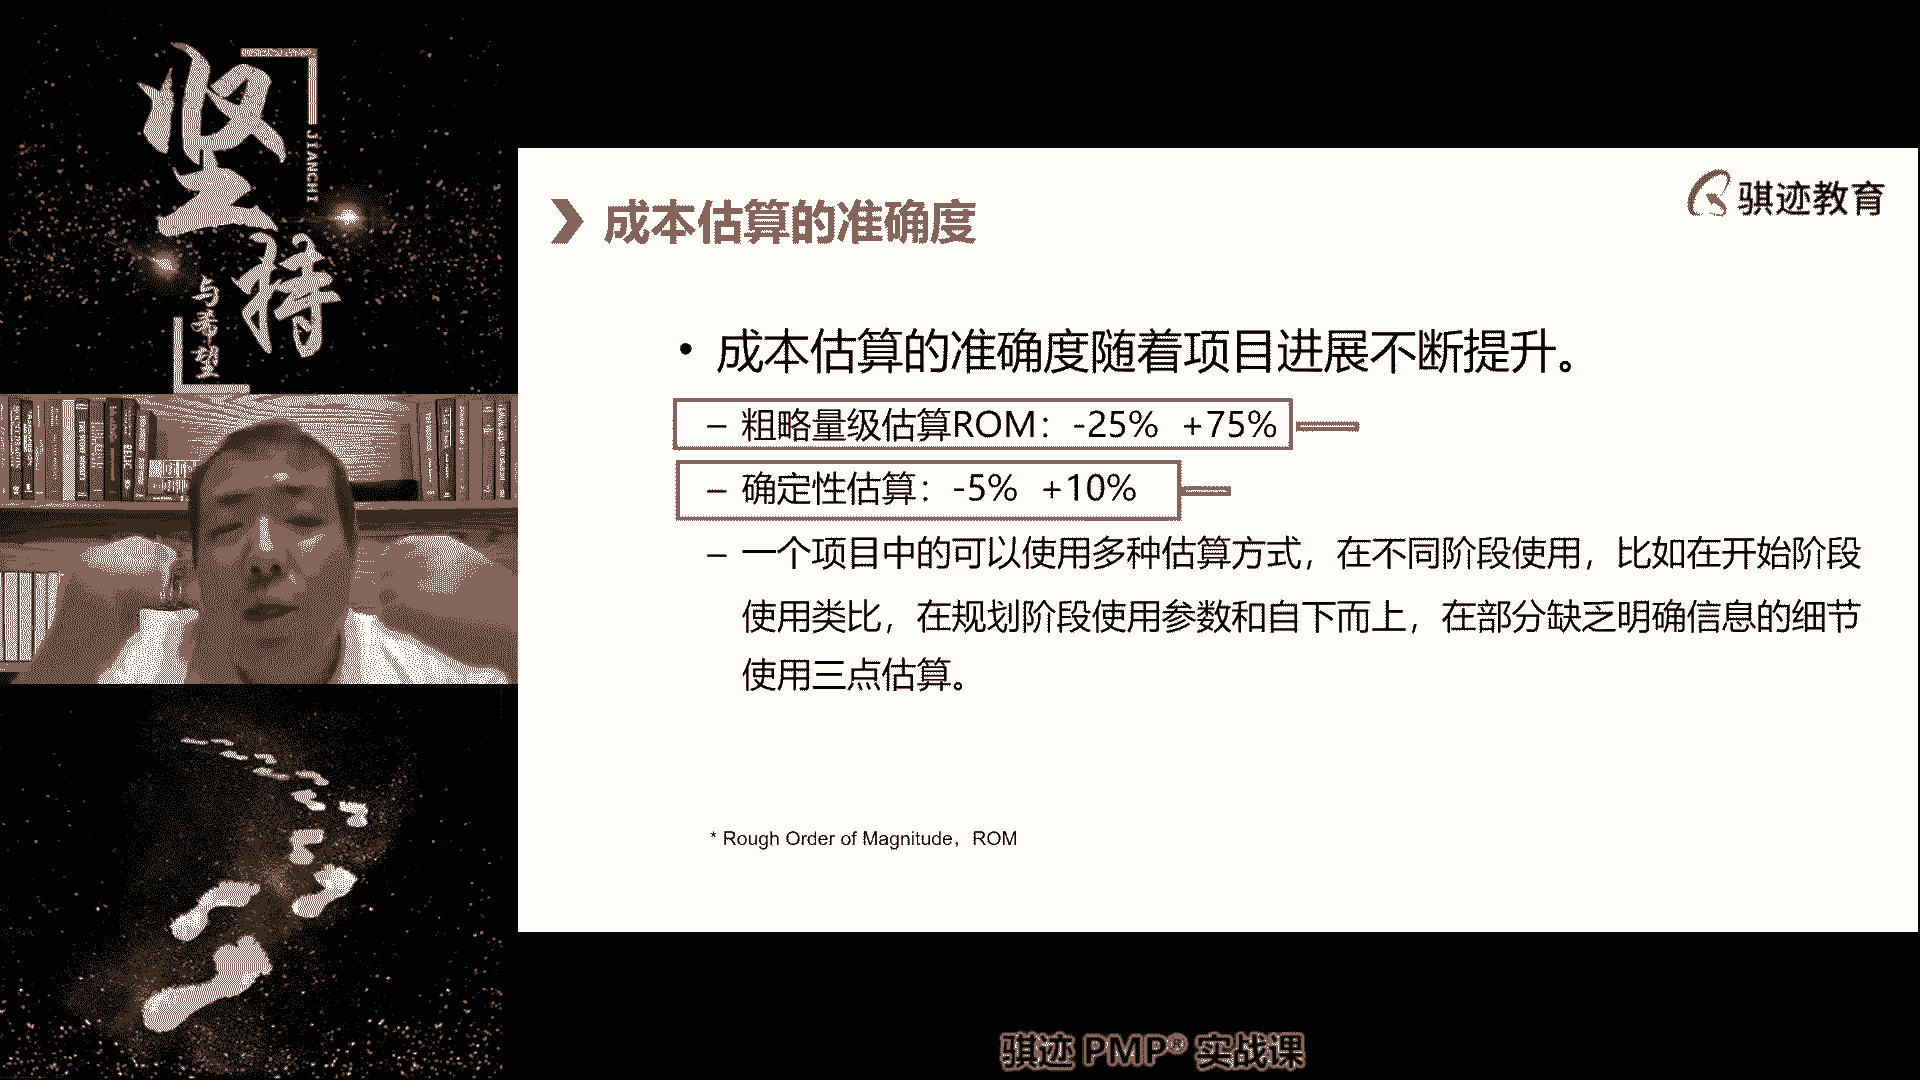 坚持
JIANCHI
与希望
骐迹教育
成本估算的准确度
• 成本估算的准确度随着项目进展不断提升。
– 粗略量级估算ROM：-25% +75%
– 确定性估算：-5% +10%
– 一个项目中的可以使用多种估算方式，在不同阶段使用，比如在开始阶段
使用类比，在规划阶段使用参数和自下而上，在部分缺乏明确信息的细节
使用三点估算。
* Rough Order of Magnitude，ROM
骐迹 PMP® 实战课